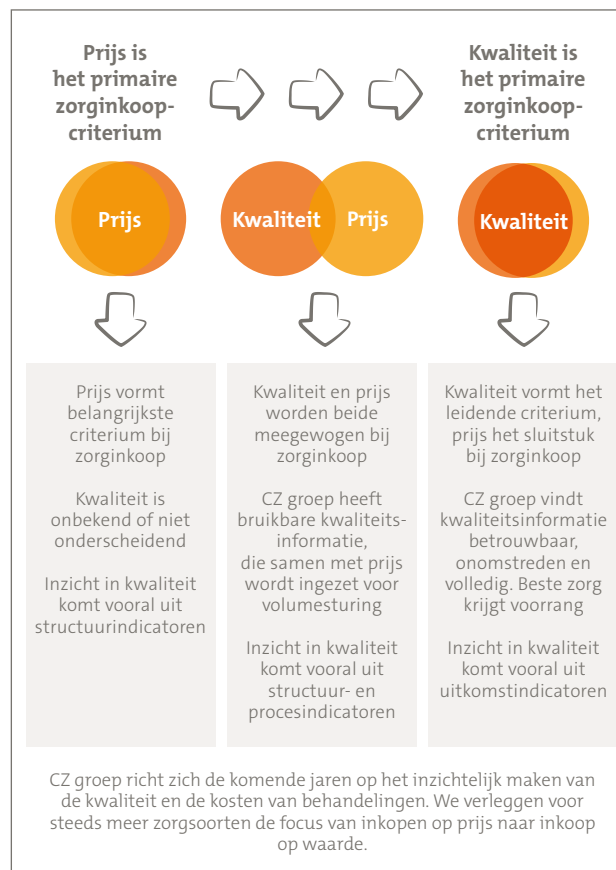 Prijs is
het primaire
zorginkoop-
criterium
Kwaliteit is
het primaire
zorginkoop-
criterium
Prijs
Kwaliteit
Prijs
Kwaliteit
Prijs vormt
belangrijkste
criterium bij
zorginkoop
Kwaliteit is
onbekend of niet
onderscheidend
Inzicht in kwaliteit
komt vooral uit
structuurindicatoren
Kwaliteit en prijs
worden beide
meegewogen bij
zorginkoop
CZ groep heeft
bruikbare kwaliteits-
informatie,
die samen met prijs
wordt ingezet voor
volumesturing
Inzicht in kwaliteit
komt vooral uit
structuur- en
procesindicatoren
Kwaliteit vormt het
leidende criterium,
prijs het sluitstuk
bij zorginkoop
CZ groep vindt
kwaliteitsinformatie
betrouwbaar,
onomstreden en
volledig. Beste zorg
krijgt voorrang
Inzicht in kwaliteit
komt vooral uit
uitkomstindicatoren
CZ groep richt zich de komende jaren op het inzichtelijk maken van
de kwaliteit en de kosten van behandelingen. We verleggen voor
steeds meer zorgsoorten de focus van inkopen op prijs naar inkoop
op waarde.